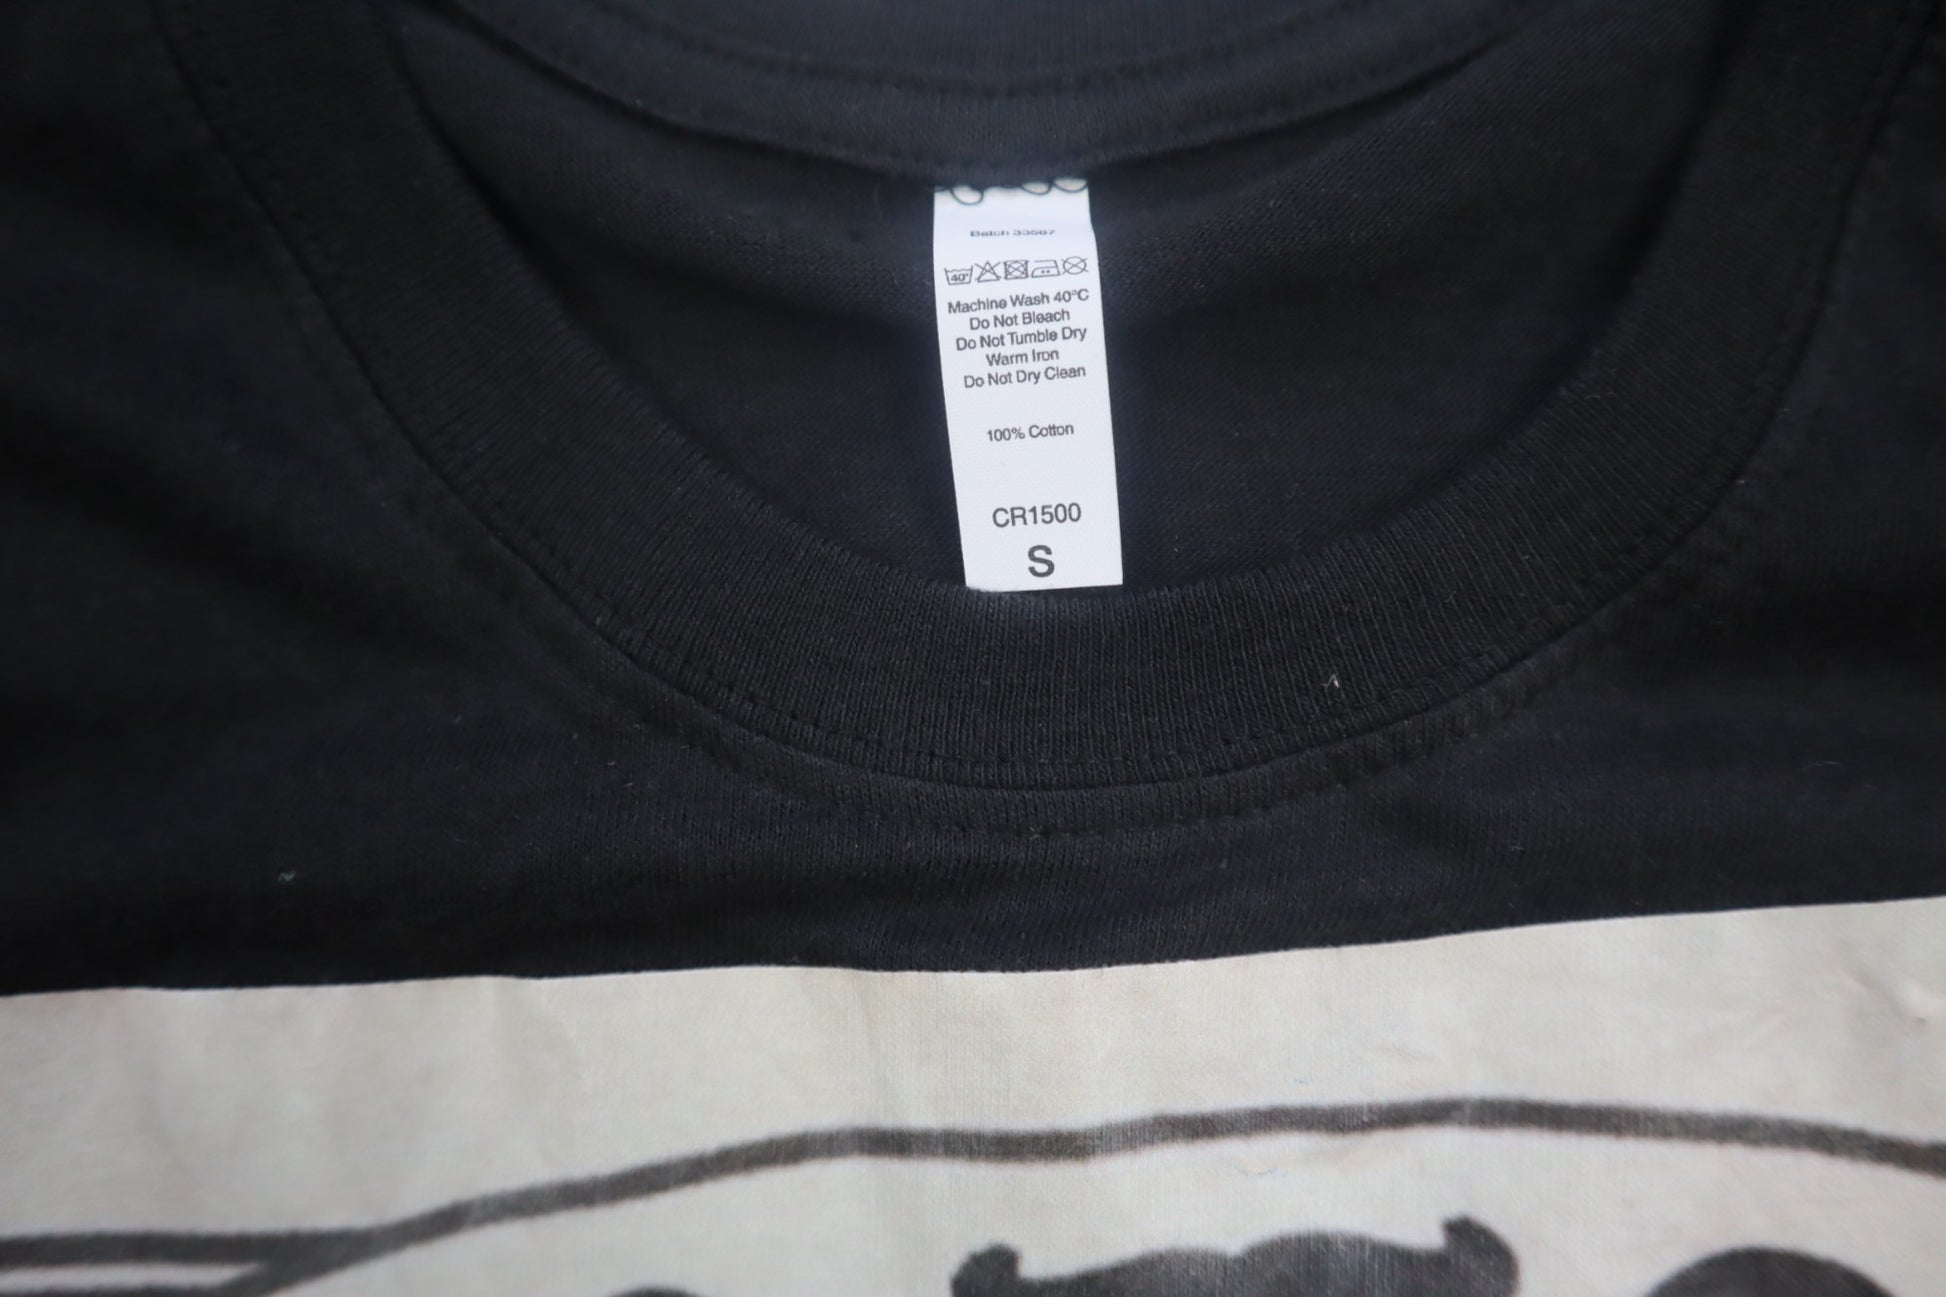 Batch 33567
40°
Machine Wash 40°C
Do Not Bleach
Do Not Tumble Dry
Warm Iron
Do Not Dry Clean
100% Cotton
CR1500
S